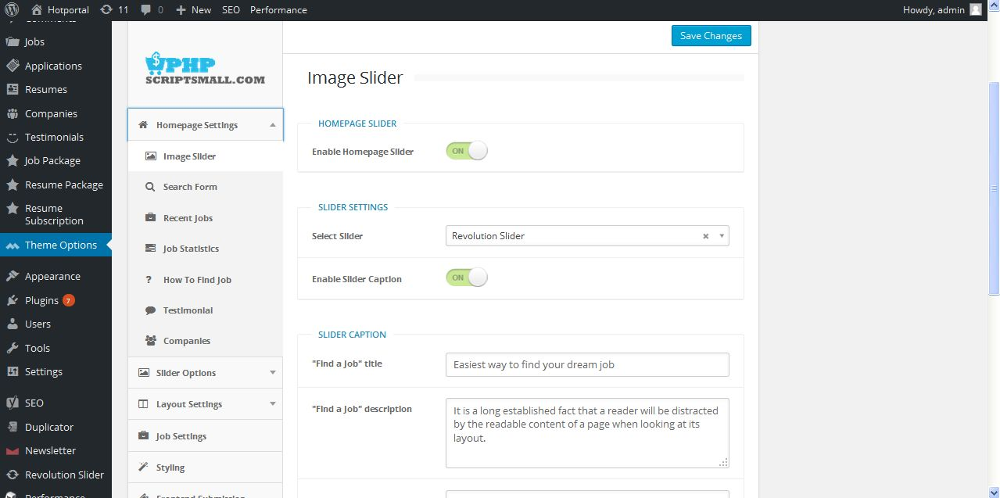 Hotportal
11
0
New
SEO
Performance
Howdy, admin
Comments
Jobs
Applications
Resumes
Companies
Testimonials
Job Package
Resume Package
Resume
Subscription
Theme Options
Appearance
Plugins 7
Users
Tools
Settings
SEO
Duplicator
Newsletter
Revolution Slider
Performance
PHP
SCRIPTSMALL.COM
Homepage Settings
Image Slider
Search Form
Recent Jobs
Job Statistics
How To Find Job
Testimonial
Companies
Slider Options
Layout Settings
Job Settings
Styling
Frontend Submission
Save Changes
Image Slider
HOMEPAGE SLIDER
Enable Homepage Slider
ON
SLIDER SETTINGS
Select Slider
Revolution Slider
Enable Slider Caption
ON
SLIDER CAPTION
"Find a Job" title
Easiest way to find your dream job
"Find a Job" description
It is a long established fact that a reader will be distracted
by the readable content of a page when looking at its
layout.